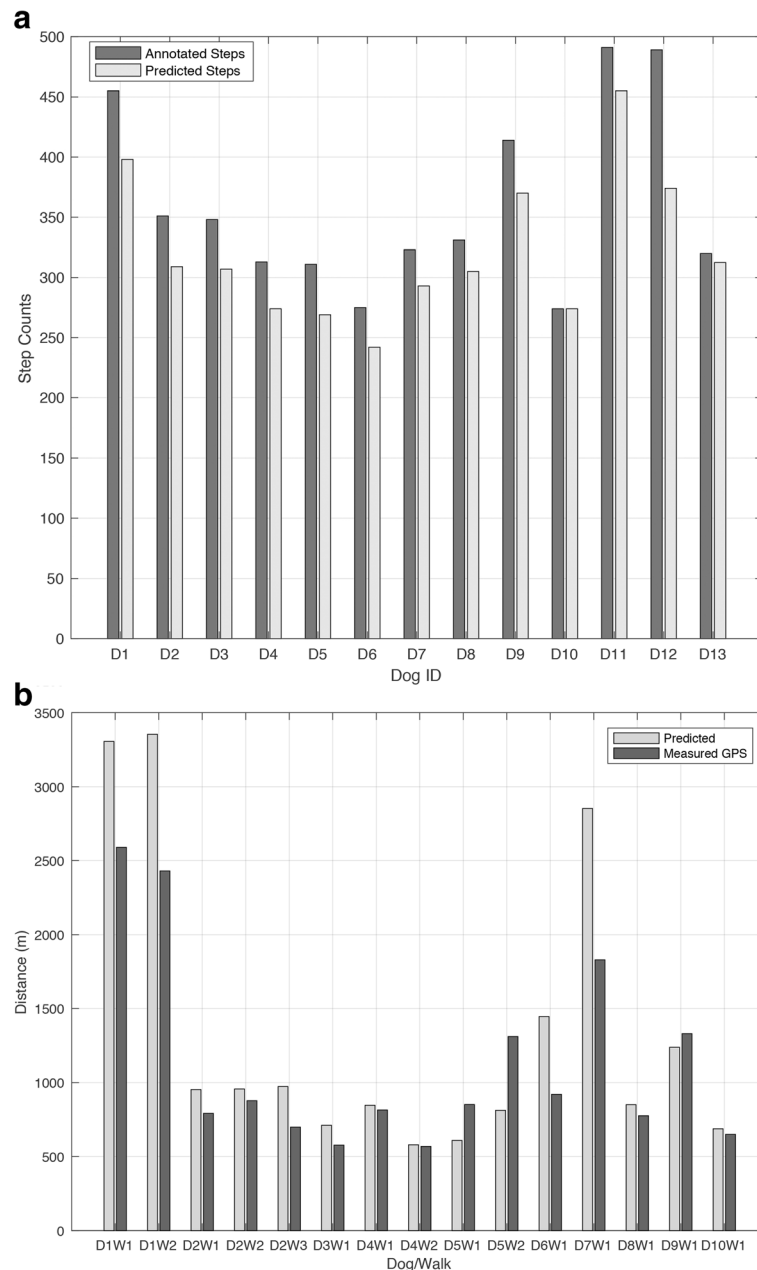 a
500
450
400
350
300
250
200
150
100
50
0
Step Counts
Annotated Steps
Predicted Steps
D1 D2 D3 D4 D5 D6 D7 D8 D9 D10 D11 D12 D13
Dog ID
b
3500
3000
2500
2000
1500
1000
500
0
Distance (m)
Predicted
Measured GPS
D1W1 D1W2 D2W1 D2W2 D2W3 D3W1 D4W1 D4W2 D5W1 D5W2 D6W1 D7W1 D8W1 D9W1 D10W1
Dog/Walk